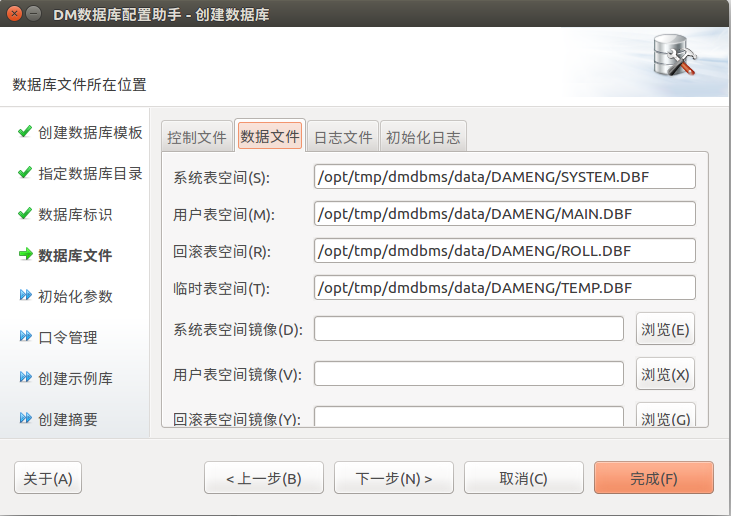 DM数据库配置助手 - 创建数据库
数据库文件所在位置
创建数据库模板
指定数据库目录
数据库标识
数据库文件
初始化参数
口令管理
创建示例库
创建摘要
控制文件 数据文件 日志文件 初始化日志
系统表空间(S): /opt/tmp/dmdbms/data/DAMENG/SYSTEM.DBF
用户表空间(M): /opt/tmp/dmdbms/data/DAMENG/MAIN.DBF
回滚表空间(R): /opt/tmp/dmdbms/data/DAMENG/ROLL.DBF
临时表空间(T): /opt/tmp/dmdbms/data/DAMENG/TEMP.DBF
系统表空间镜像(D): 浏览(E)
用户表空间镜像(V): 浏览(X)
回滚表空间镜像(Y): 浏览(G)
关于(A) < 上一步(B) 下一步(N) > 取消(C) 完成(F)